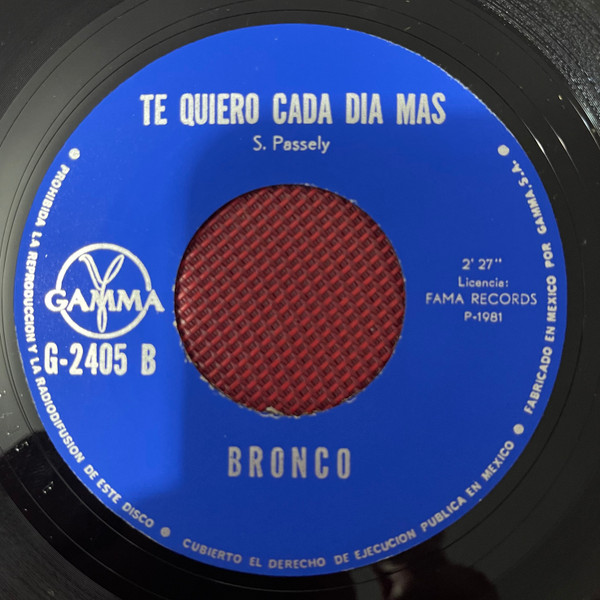 TE QUIERO CADA DIA MAS
S. Passely
GAMMA
G-2405 B
2' 27"
Licencia:
FAMA RECORDS
P-1981
BRONCO
PROHIBIDA LA REPRODUCCION Y LA RADIODIFUSION DE ESTE DISCO
CUBIERTO EL DERECHO DE EJECUCION PUBLICA EN MEXICO
FABRICADO EN MEXICO POR GAMMA, S.A.